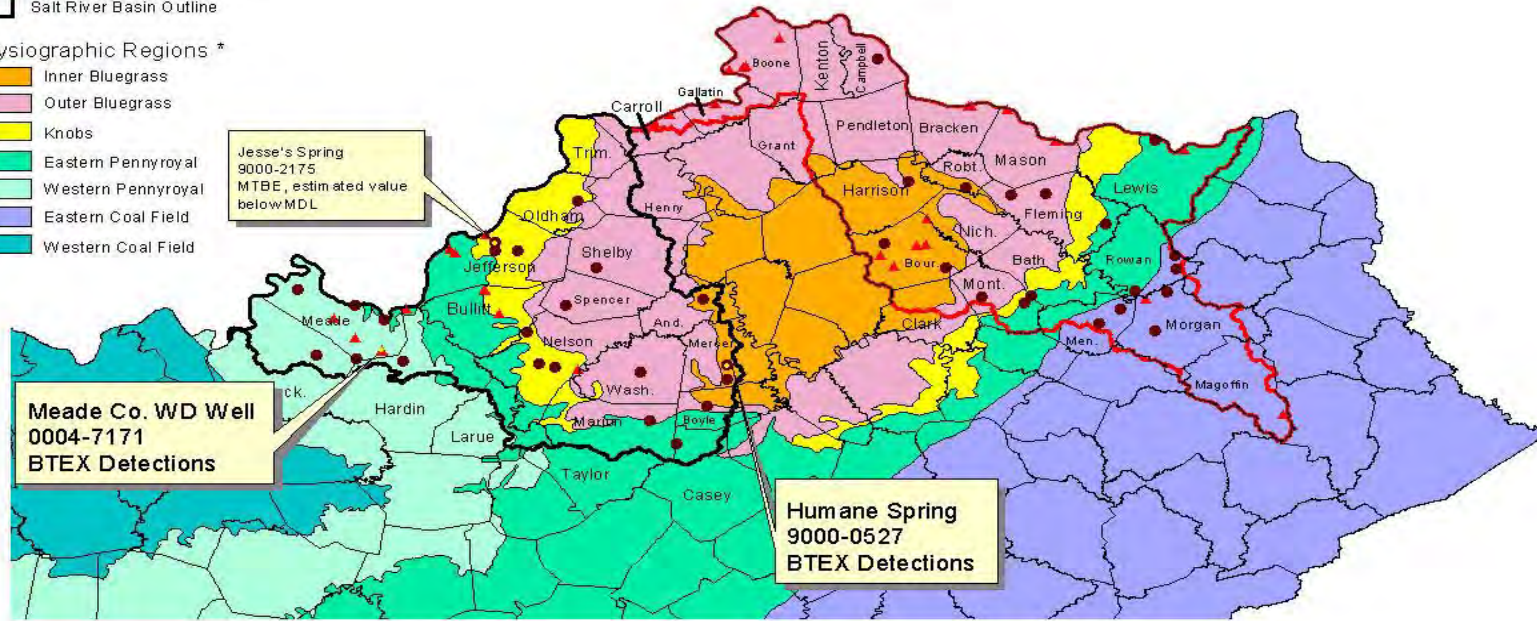 Salt River Basin Outline
ysiographic Regions *
Inner Bluegrass
Outer Bluegrass
Knobs
Eastern Pennyroyal
Western Pennyroyal
Eastern Coal Field
Western Coal Field
Jesse's Spring
9000-2175
MTBE, estimated value
below MDL
Boone
Kenton
Campbell
Gallatin
Carroll
Grant
Pendleton
Bracken
Trim.
Robt.
Mason
Harrison
Lewis
Oldham
Henry
Fleming
Nich.
Shelby
Jefferson
Bour.
Bath
Rowan
Mont.
Spencer
Meade
Bullitt
And.
Clark
Morgan
Nelson
Mercer
Men.
Wash.
Magoffin
ck.
Hardin
Marion
Boyle
Larue
Taylor
Casey
Meade Co. WD Well
0004-7171
BTEX Detections
Humane Spring
9000-0527
BTEX Detections